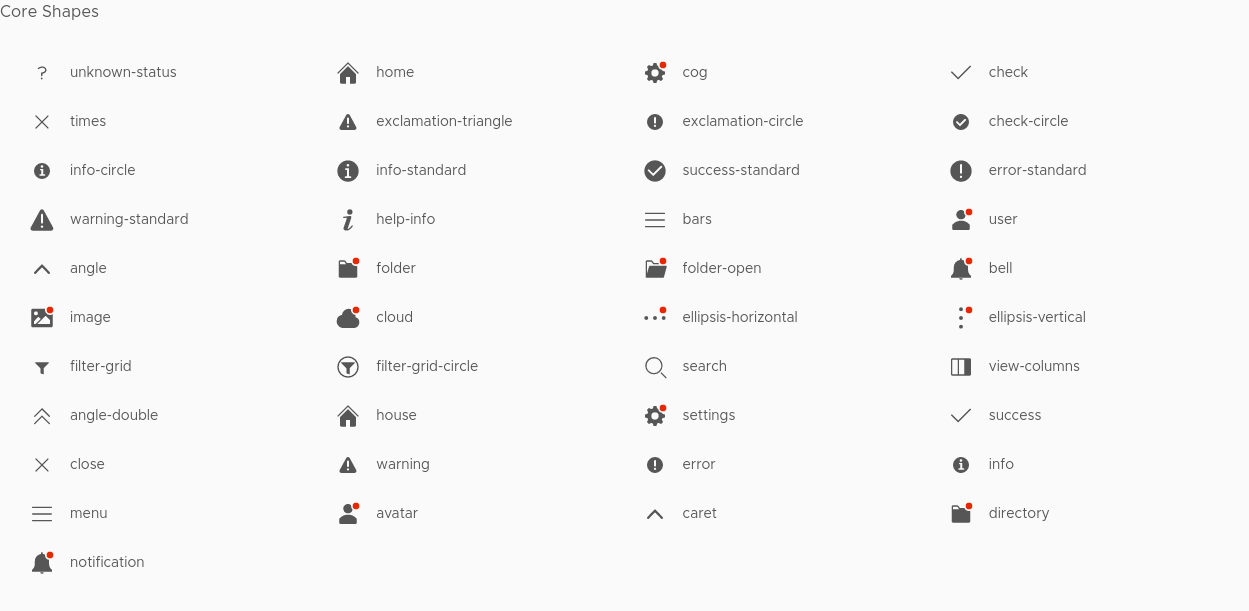 Core Shapes
unknown-status home cog check
times exclamation-triangle exclamation-circle check-circle
info-circle info-standard success-standard error-standard
warning-standard help-info bars user
angle folder folder-open bell
image cloud ellipsis-horizontal ellipsis-vertical
filter-grid filter-grid-circle search view-columns
angle-double house settings success
close warning error info
menu avatar caret directory
notification